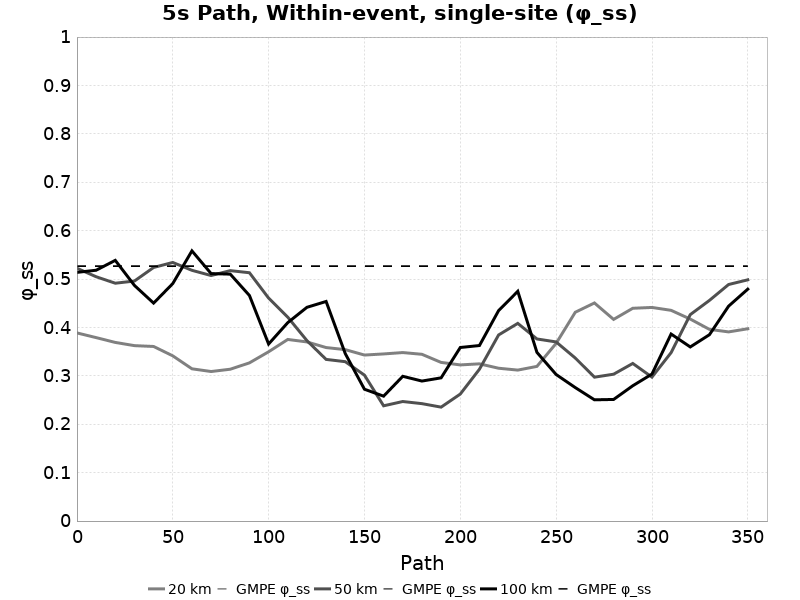 5s Path, Within-event, single-site (φ_ss)
1
0.9
0.8
0.7
0.6
0.5
0.4
0.3
0.2
0.1
0
φ_ss
0 50 100 150 200 250 300 350
Path
20 km GMPE φ_ss 50 km GMPE φ_ss 100 km GMPE φ_ss